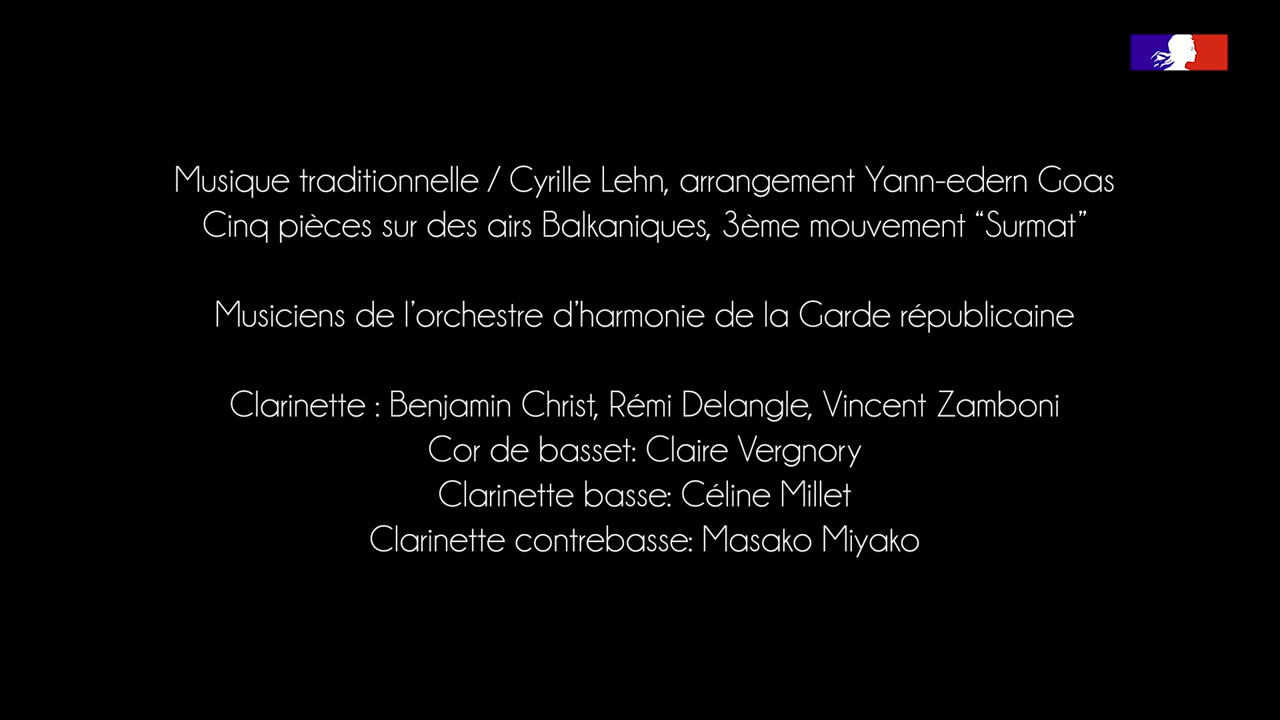 Musique traditionnelle / Cyrille Lehn, arrangement Yann-edern Goas
Cinq pièces sur des airs Balkaniques, 3ème mouvement “Surmat”
Musiciens de l’orchestre d’harmonie de la Garde républicaine
Clarinette : Benjamin Christ, Rémi Delangle, Vincent Zamboni
Cor de basset: Claire Vergnory
Clarinette basse: Céline Millet
Clarinette contrebasse: Masako Miyako